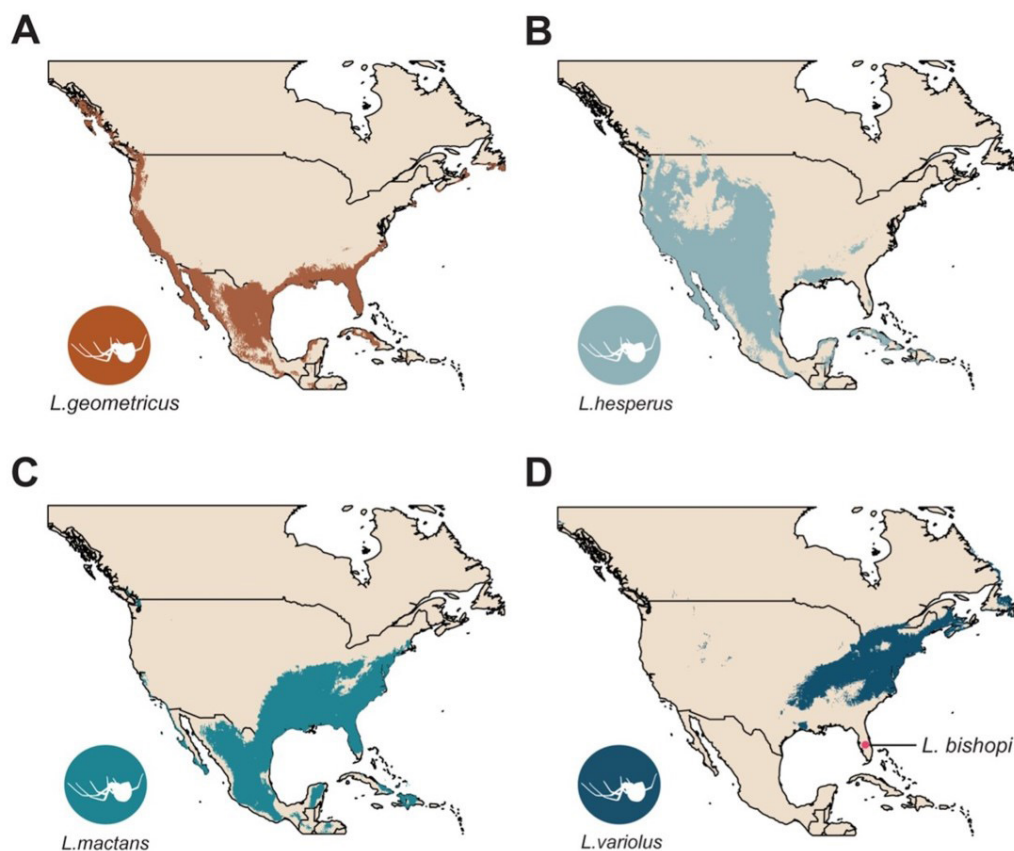 A
B
L.geometricus
L.hesperus
C
D
L. bishopi
L.mactans
L.variolus